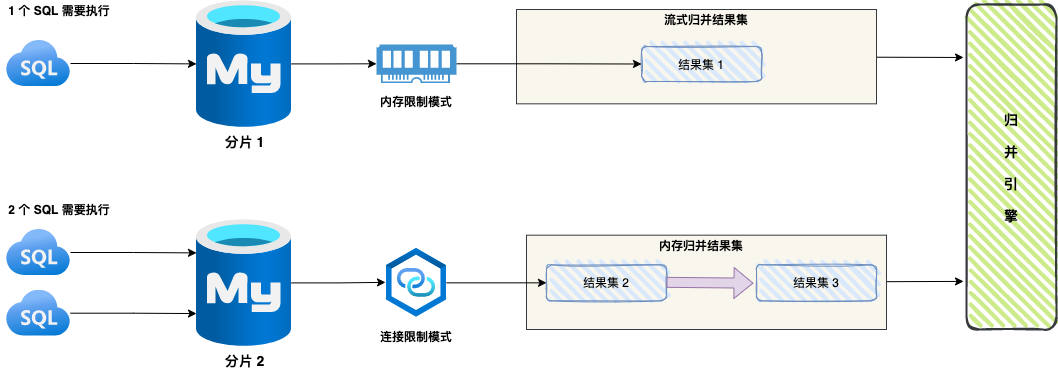 1 个 SQL 需要执行
SQL
My
分片 1
内存限制模式
流式归并结果集
结果集 1
2 个 SQL 需要执行
SQL
SQL
My
分片 2
连接限制模式
内存归并结果集
结果集 2
结果集 3
归
并
引
擎